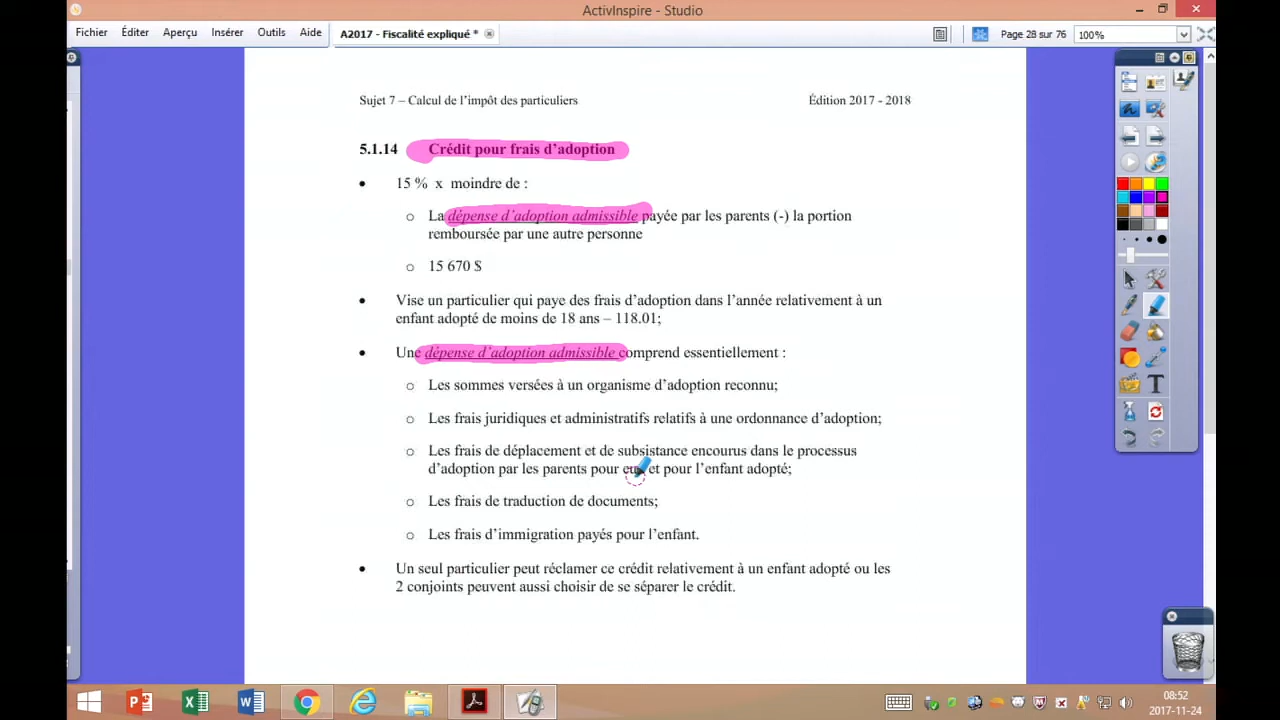 ActivInspire - Studio
Fichier Éditer Aperçu Insérer Outils Aide A2017 - Fiscalité expliqué * Page 28 sur 76 100%
Sujet 7 – Calcul de l’impôt des particuliers Édition 2017 - 2018
5.1.14 Crédit pour frais d’adoption
• 15 % x moindre de :
o La dépense d’adoption admissible payée par les parents (-) la portion
remboursée par une autre personne
o 15 670 $
• Vise un particulier qui paye des frais d’adoption dans l’année relativement à un
enfant adopté de moins de 18 ans – 118.01;
• Une dépense d’adoption admissible comprend essentiellement :
o Les sommes versées à un organisme d’adoption reconnu;
o Les frais juridiques et administratifs relatifs à une ordonnance d’adoption;
o Les frais de déplacement et de subsistance encourus dans le processus
d’adoption par les parents pour eux et pour l’enfant adopté;
o Les frais de traduction de documents;
o Les frais d’immigration payés pour l’enfant.
• Un seul particulier peut réclamer ce crédit relativement à un enfant adopté ou les
2 conjoints peuvent aussi choisir de se séparer le crédit.
08:52
2017-11-24